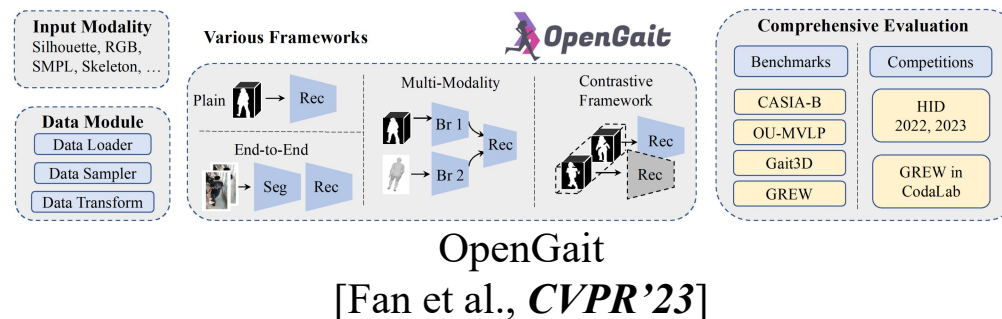 Input Modality
Silhouette, RGB,
SMPL, Skeleton, ...
Data Module
Data Loader
Data Sampler
Data Transform
Various Frameworks
OpenGait
Plain
Rec
End-to-End
Seg
Rec
Multi-Modality
Br 1
Br 2
Rec
Contrastive
Framework
Rec
Rec
Comprehensive Evaluation
Benchmarks
CASIA-B
OU-MVLP
Gait3D
GREW
Competitions
HID
2022, 2023
GREW in
CodaLab
OpenGait
[Fan et al., CVPR’23]